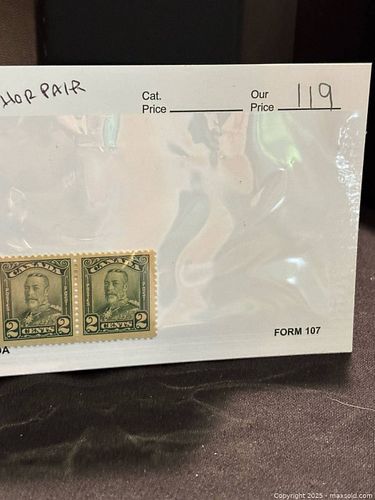 HOR PAIR
Cat. Our
Price Price 119
CANADA CANADA
2 CENTS 2 2 CENTS 2
FORM 107
DA
Copyright 2025 - maxsold.com